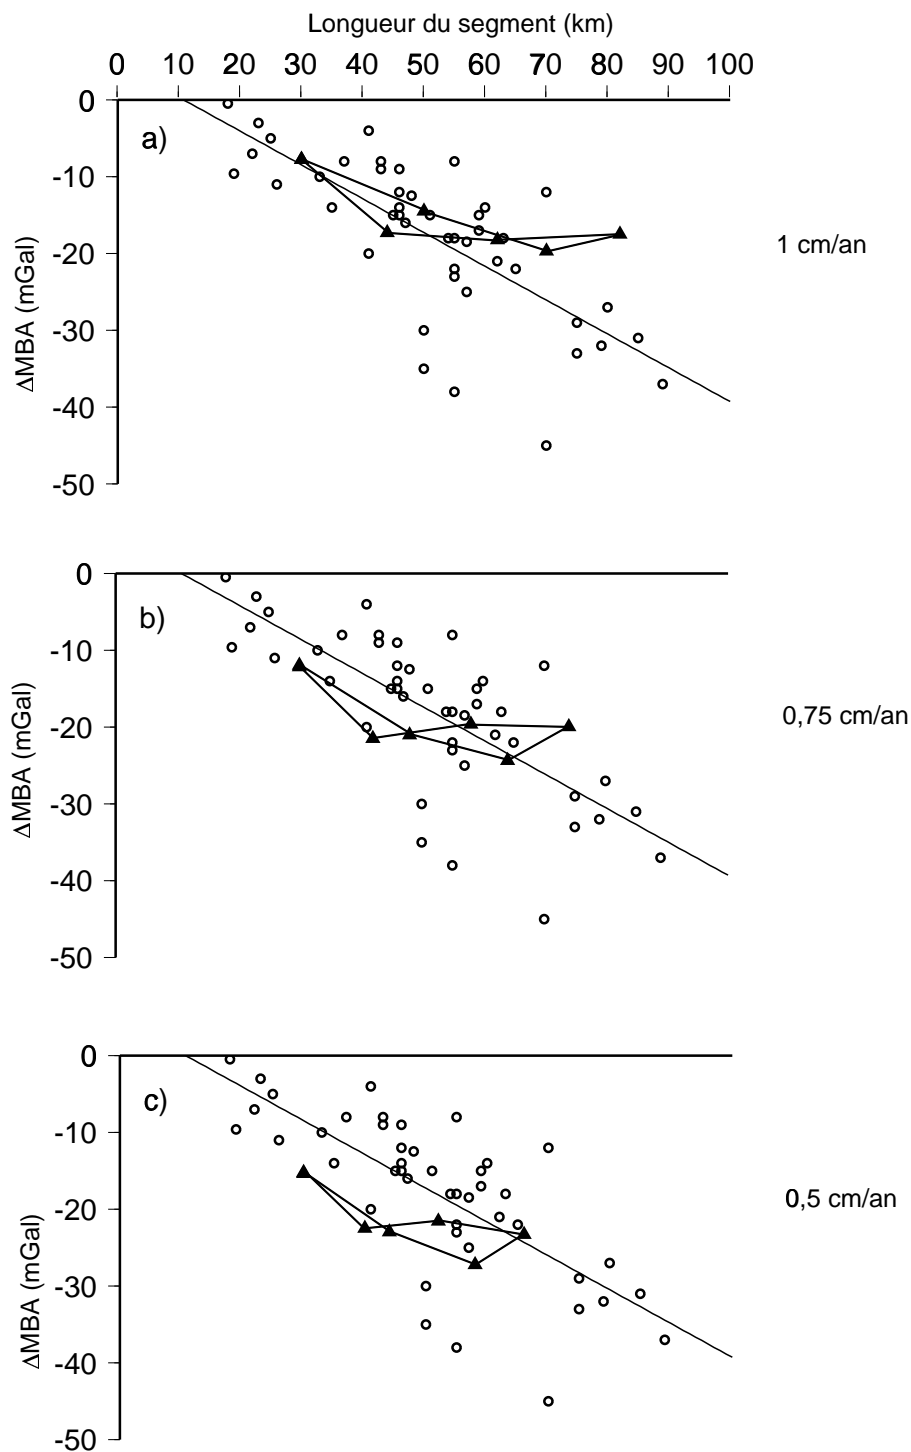 Longueur du segment (km)
0 10 20 30 40 50 60 70 80 90 100
0
-10
-20
-30
-40
-50
ΔMBA (mGal)
a)
1 cm/an
0
-10
-20
-30
-40
-50
ΔMBA (mGal)
b)
0,75 cm/an
0
-10
-20
-30
-40
-50
ΔMBA (mGal)
c)
0,5 cm/an